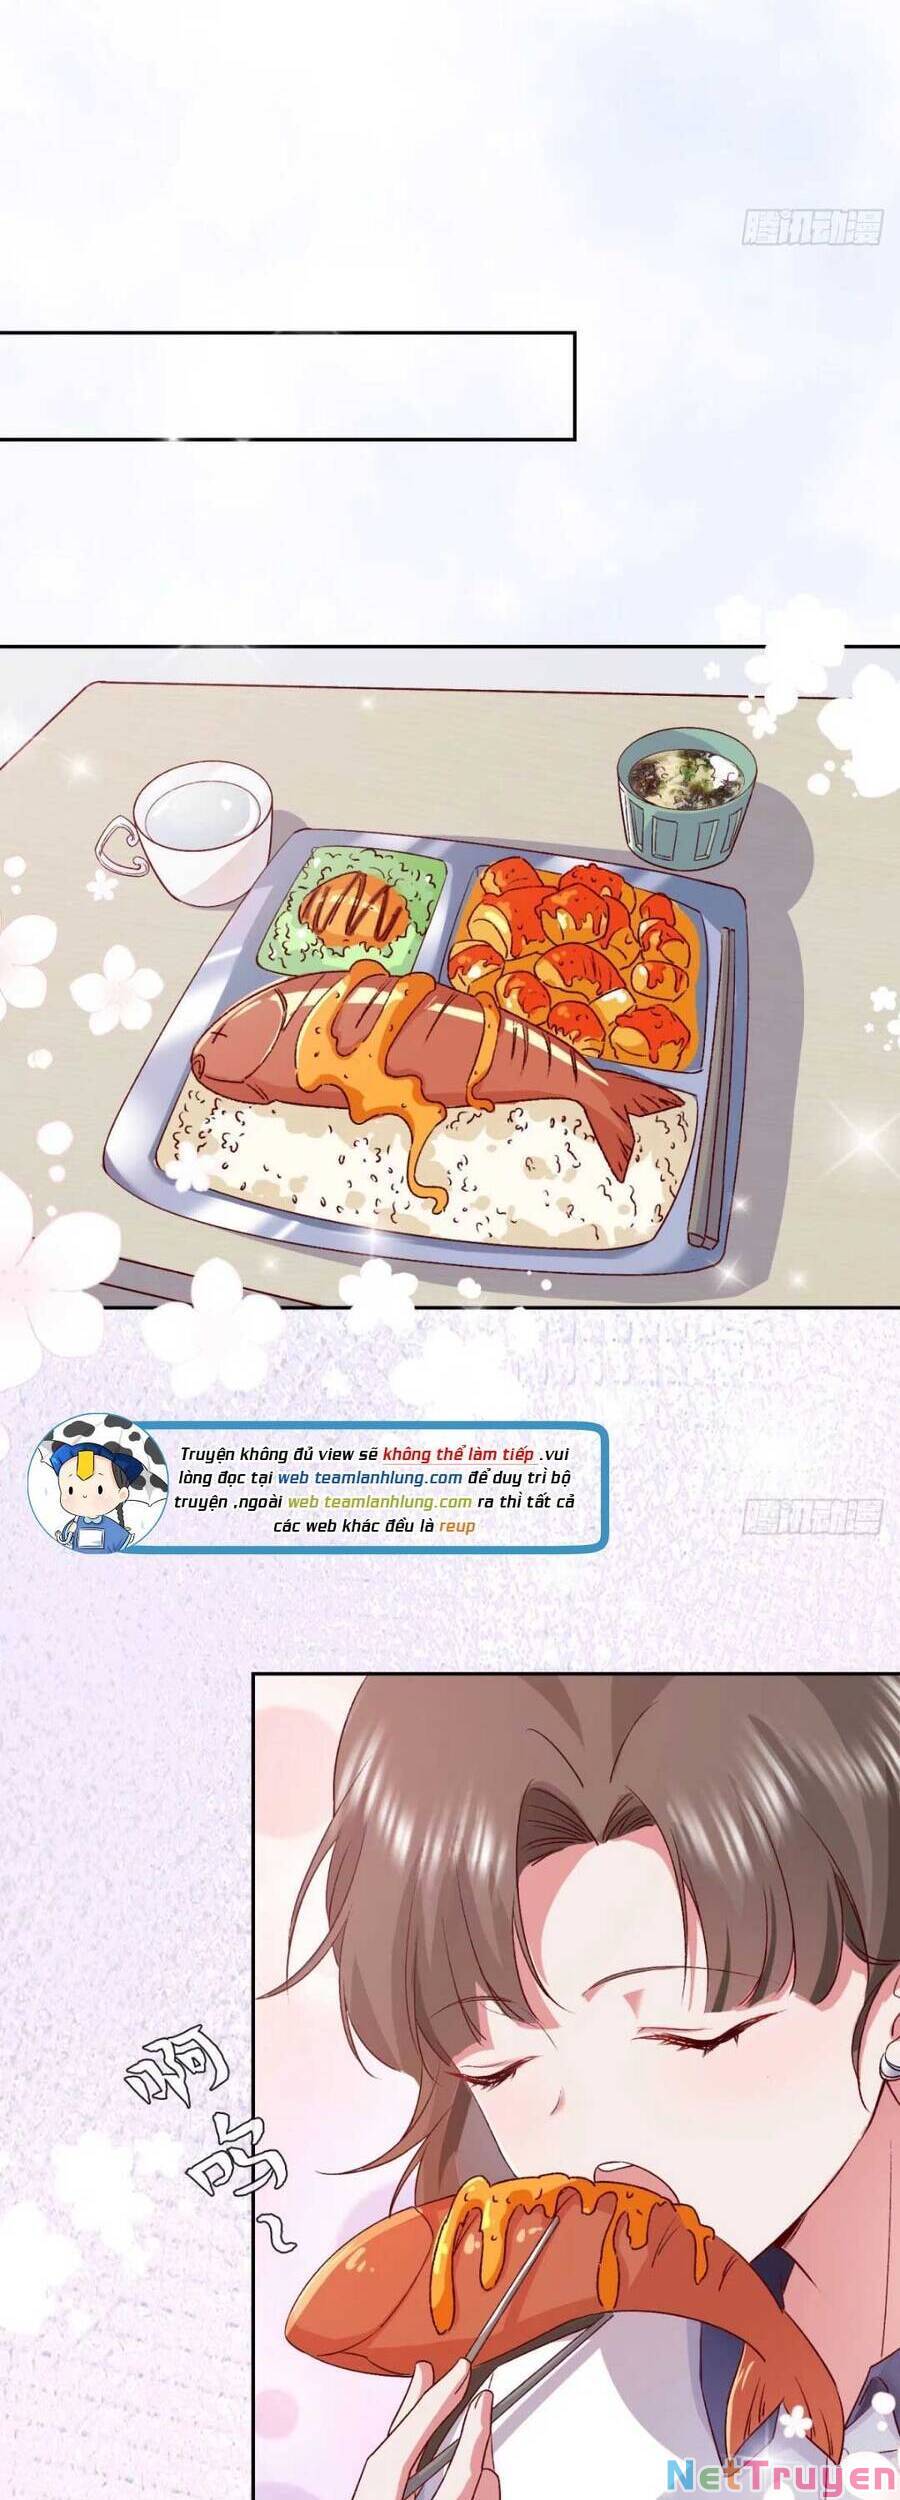 腾讯动漫
Truyện không đủ view sẽ không thể làm tiếp .vui
lòng đọc tại web teamlanhlung.com để duy trì bộ
truyện ,ngoài web teamlanhlung.com ra thì tất cả
các web khác đều là reup
腾讯动漫
啊
呜
~
NetTruyen